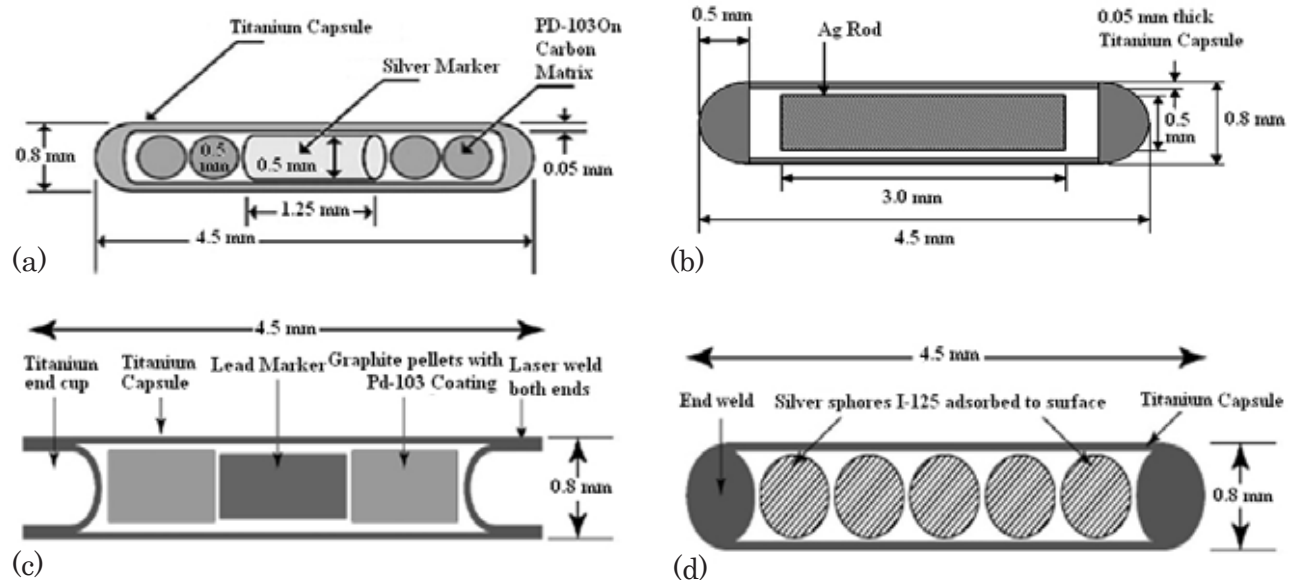 Titanium Capsule
PD-103On
Carbon
Matrix
Silver Marker
0.8 mm
0.5
mm
0.5 mm
0.05 mm
1.25 mm
4.5 mm
(a)
0.5 mm
Ag Rod
0.05 mm thick
Titanium Capsule
0.5
mm
0.8 mm
3.0 mm
4.5 mm
(b)
4.5 mm
Titanium
end cup
Titanium
Capsule
Lead Marker
Graphite pellets with
Pd-103 Coating
Laser weld
both ends
0.8 mm
(c)
4.5 mm
End weld
Silver sphores I-125 adsorbed to surface
Titanium Capsule
0.8 mm
(d)